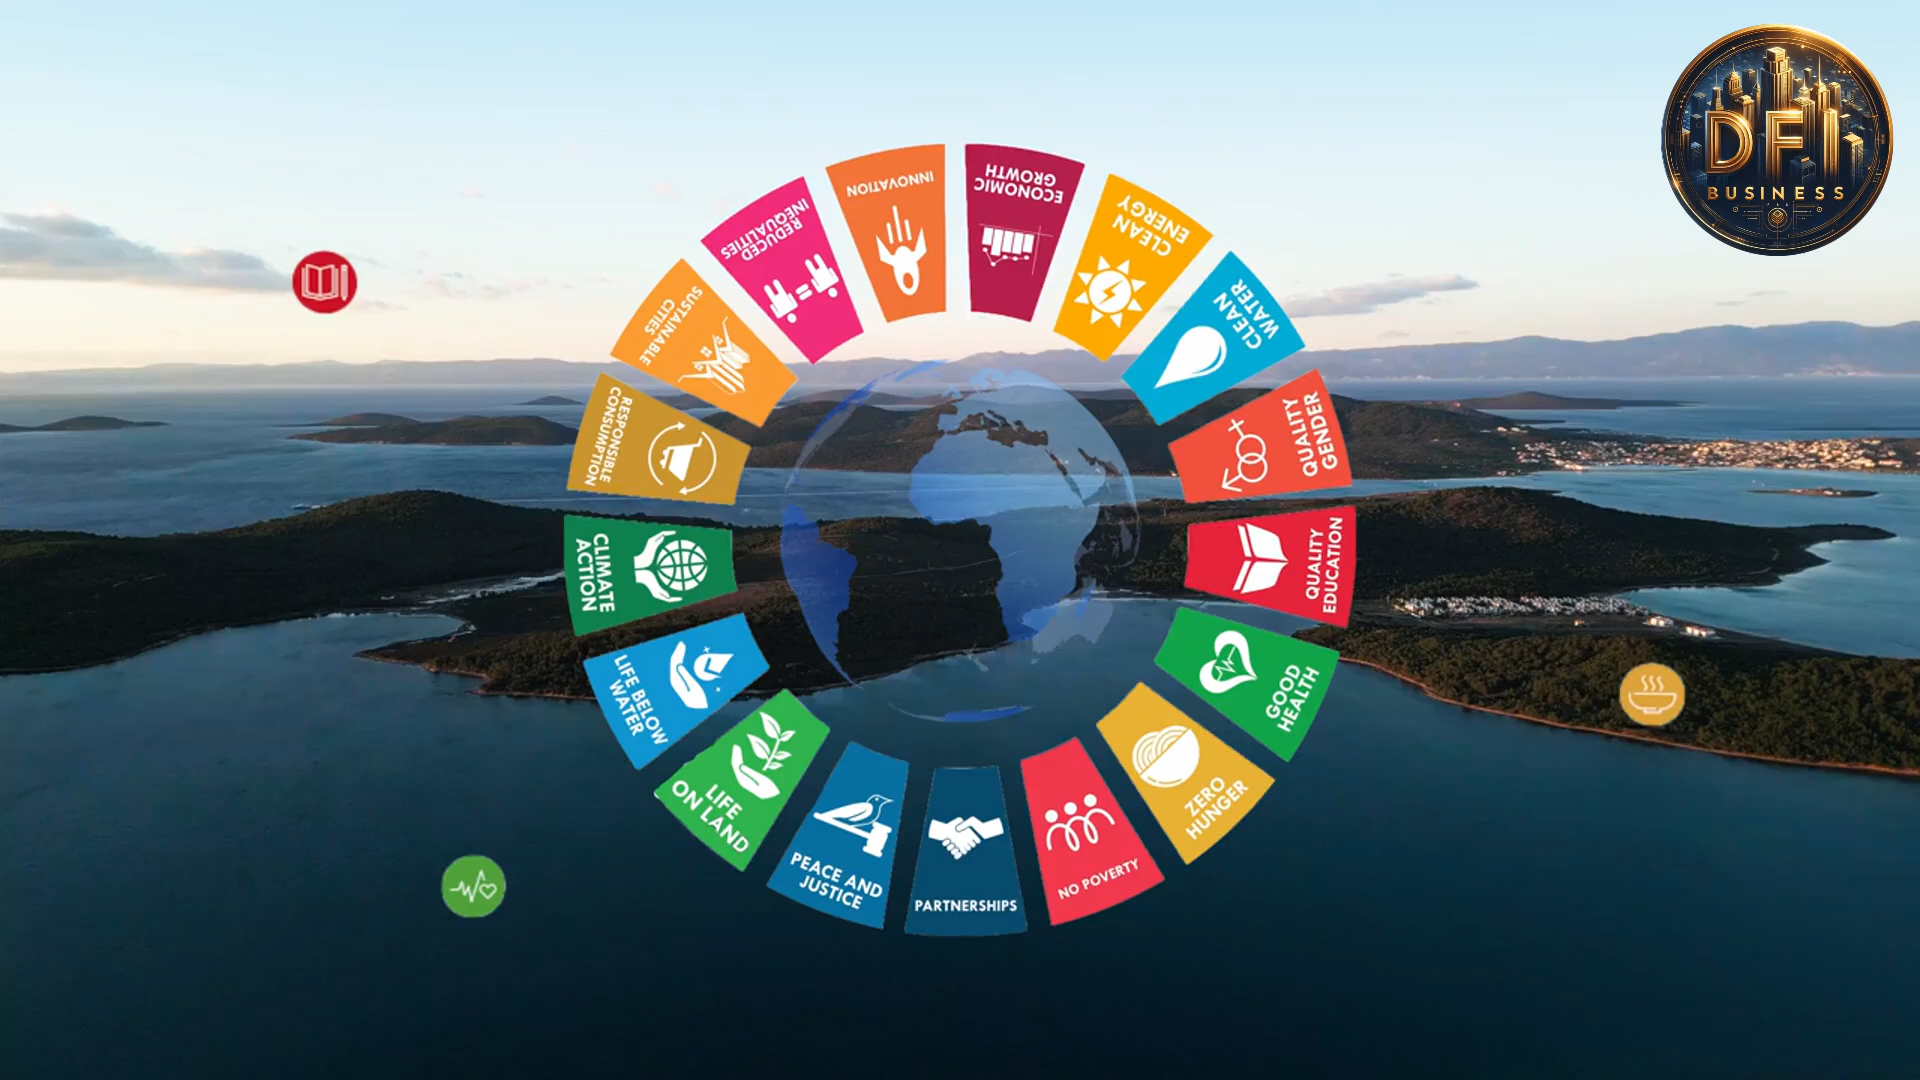 DFI
BUSINESS
INNOVATION
ECONOMIC
GROWTH
CLEAN
ENERGY
CLEAN
WATER
QUALITY
GENDER
QUALITY
EDUCATION
GOOD
HEALTH
ZERO
HUNGER
NO POVERTY
PARTNERSHIPS
PEACE AND
JUSTICE
LIFE
ON LAND
LIFE BELOW
WATER
CLIMATE
ACTION
RESPONSIBLE
CONSUMPTION
SUSTAINABLE
CITIES
REDUCED
INEQUALITIES